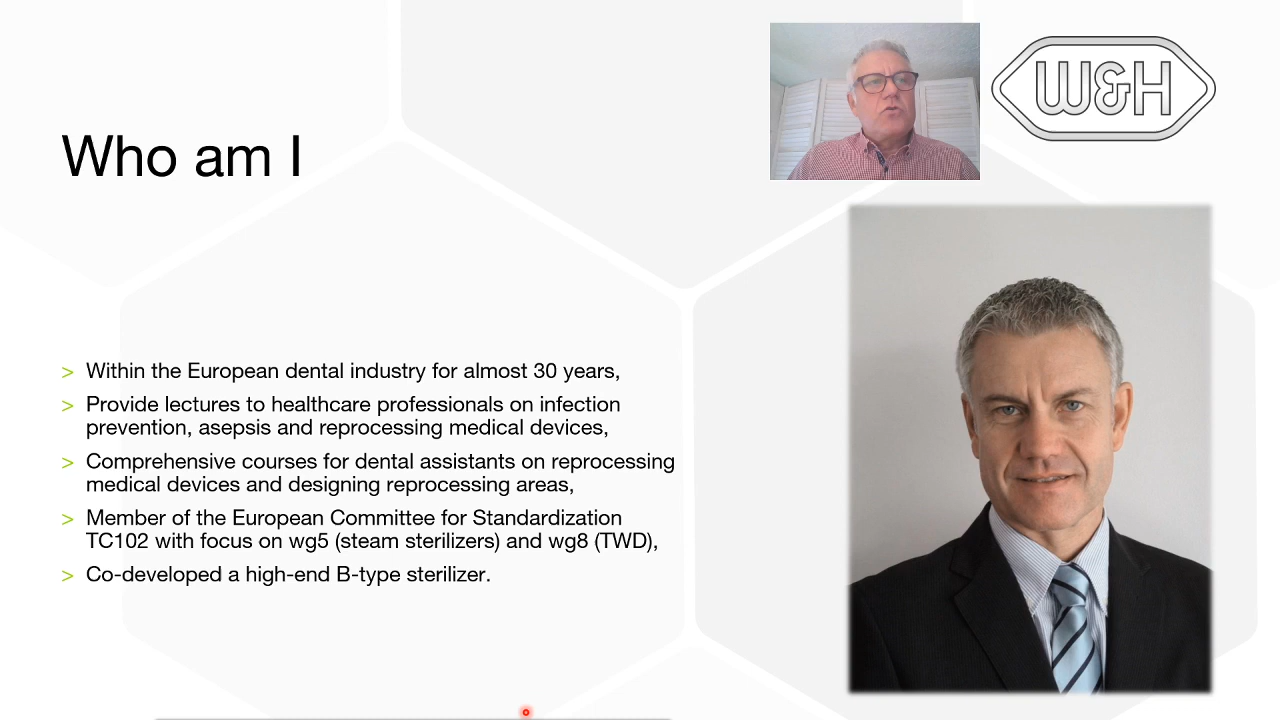 W&H
Who am I
> Within the European dental industry for almost 30 years,
> Provide lectures to healthcare professionals on infection
prevention, asepsis and reprocessing medical devices,
> Comprehensive courses for dental assistants on reprocessing
medical devices and designing reprocessing areas,
> Member of the European Committee for Standardization
TC102 with focus on wg5 (steam sterilizers) and wg8 (TWD),
> Co-developed a high-end B-type sterilizer.